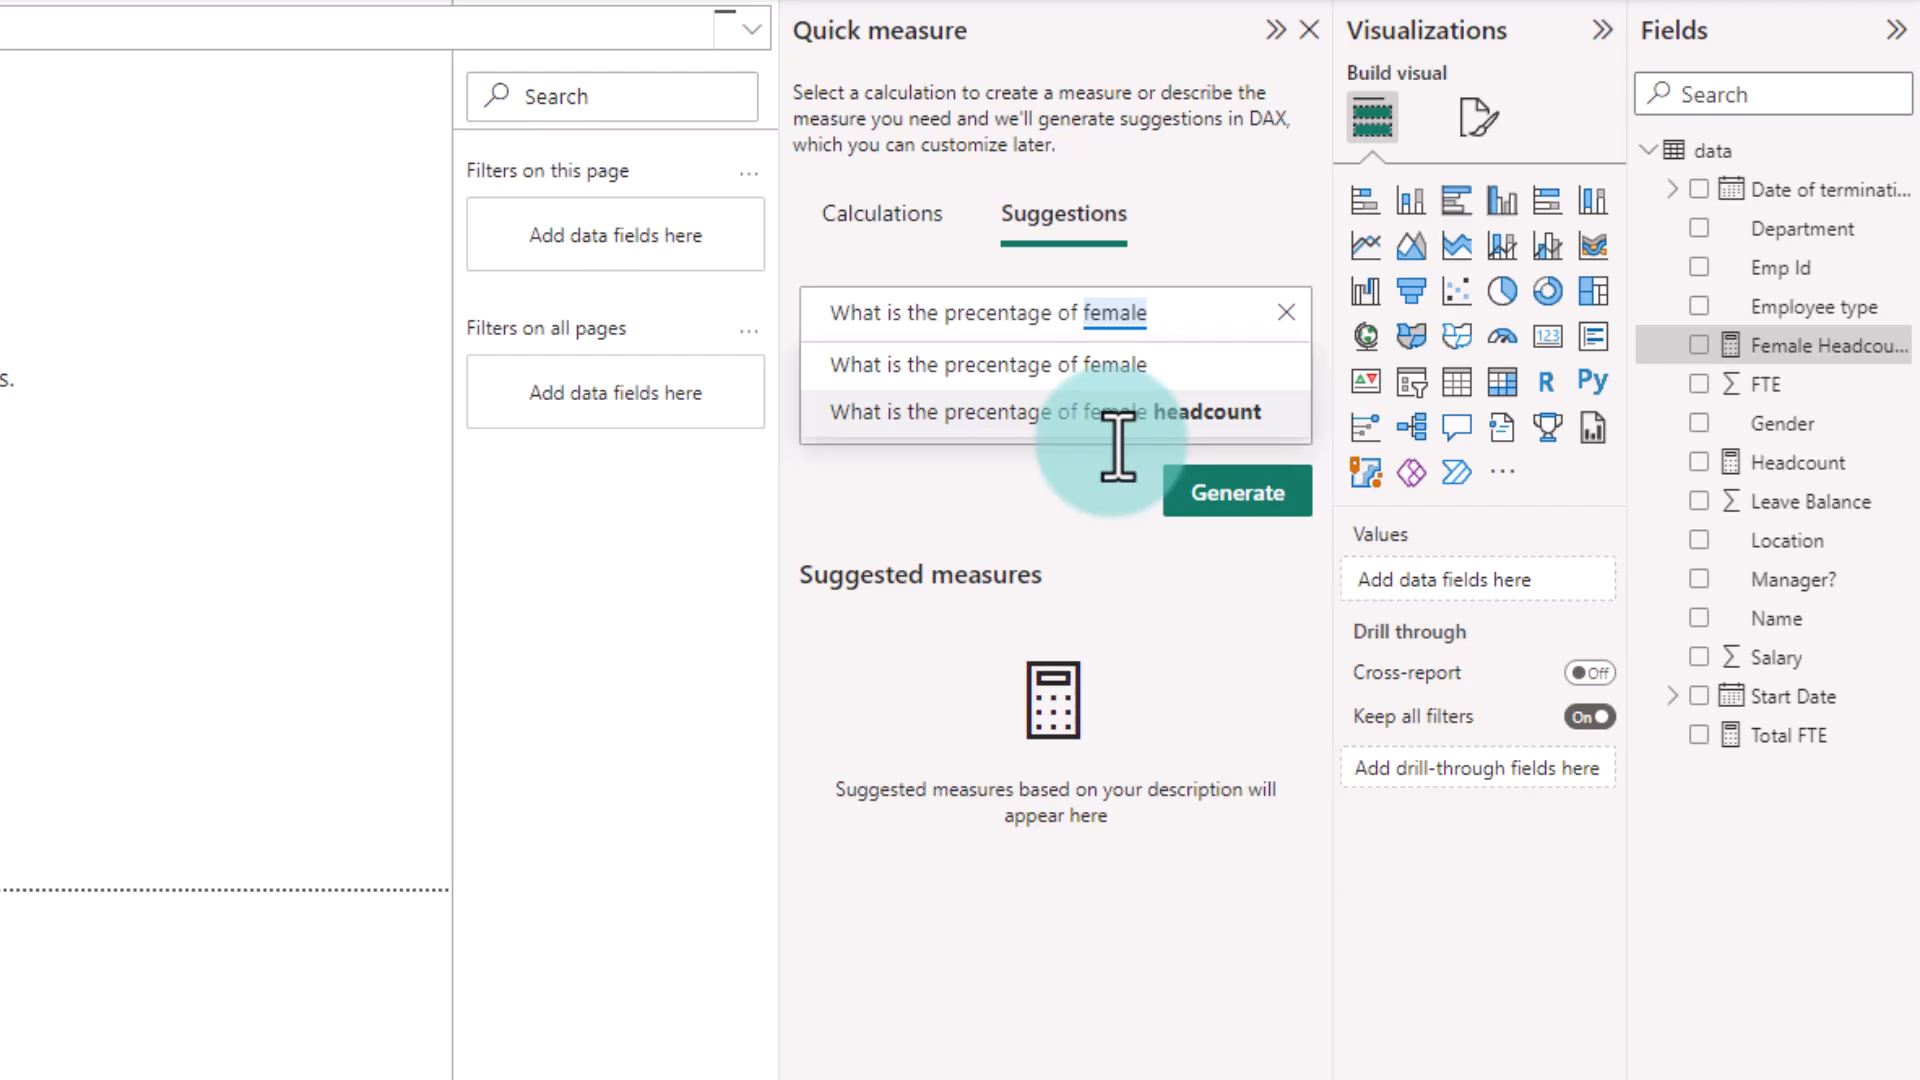 s.
Search
Filters on this page
...
Add data fields here
Filters on all pages
...
Add data fields here
Quick measure
Select a calculation to create a measure or describe the
measure you need and we'll generate suggestions in DAX,
which you can customize later.
Calculations
Suggestions
What is the precentage of female
What is the precentage of female
What is the precentage of female headcount
Generate
Suggested measures
Suggested measures based on your description will
appear here
Visualizations
Build visual
123
R
Py
...
Values
Add data fields here
Drill through
Cross-report
Off
Keep all filters
On
Add drill-through fields here
Fields
Search
data
Date of terminati...
Department
Emp Id
Employee type
Female Headcou...
Σ FTE
Gender
Headcount
Σ Leave Balance
Location
Manager?
Name
Σ Salary
Start Date
Total FTE